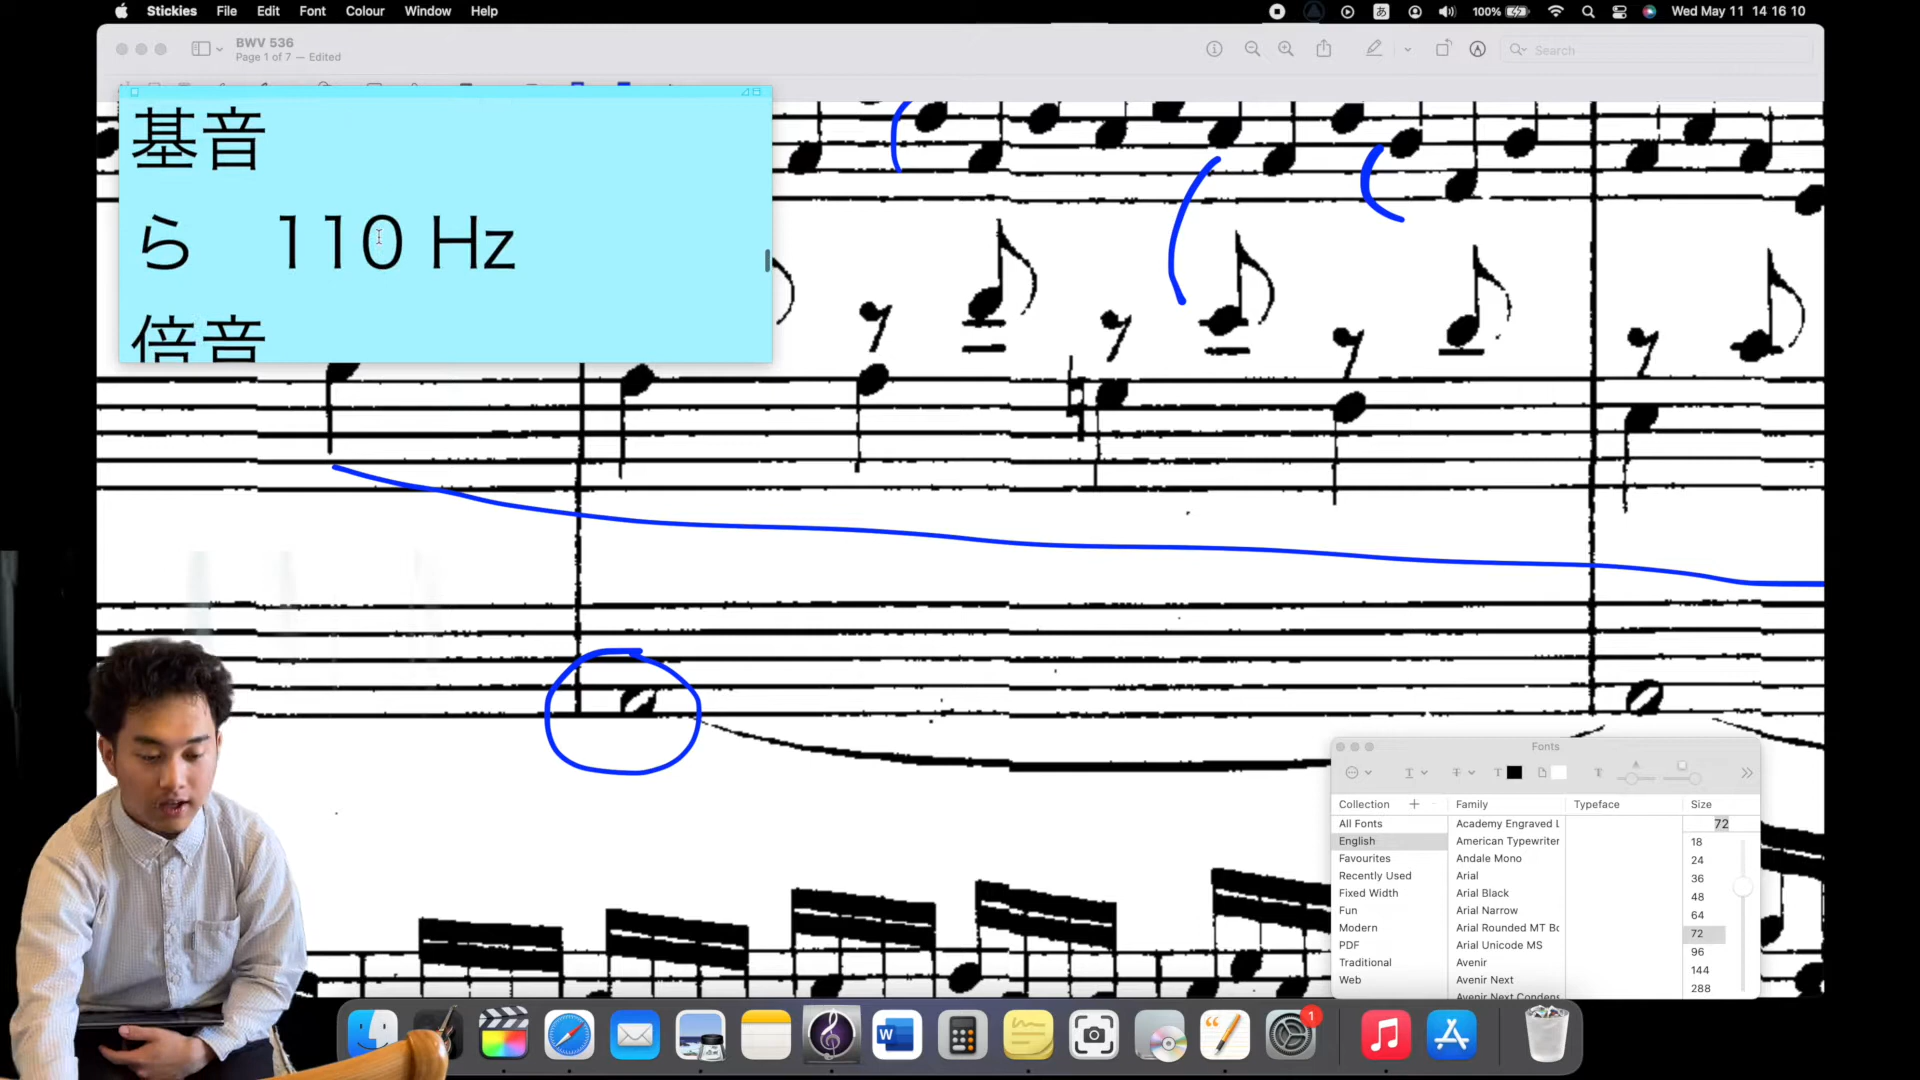 Stickies File Edit Font Colour Window Help
100% Wed May 11 14 16 10
BWV 536
Page 1 of 7 — Edited
Search
基音
ら 110 Hz
倍音
Fonts
Collection Family Typeface Size
72
All Fonts
English
Favourites
Recently Used
Fixed Width
Fun
Modern
PDF
Traditional
Web
Academy Engraved L
American Typewriter
Andale Mono
Arial
Arial Black
Arial Narrow
Arial Rounded MT Bo
Arial Unicode MS
Avenir
Avenir Next
Avenir Next Condens
18
24
36
48
64
72
96
144
288
1